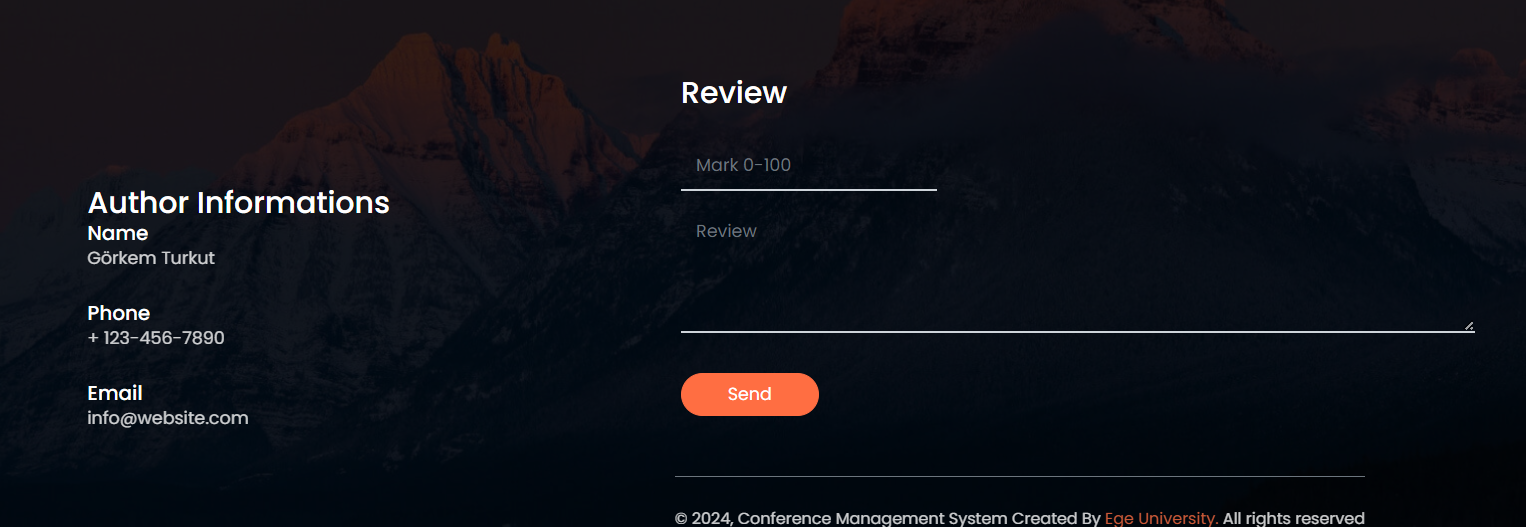 Author Informations
Name
Görkem Turkut
Phone
+ 123-456-7890
Email
info@website.com
Review
Mark 0-100
Review
Send
© 2024, Conference Management System Created By Ege University. All rights reserved